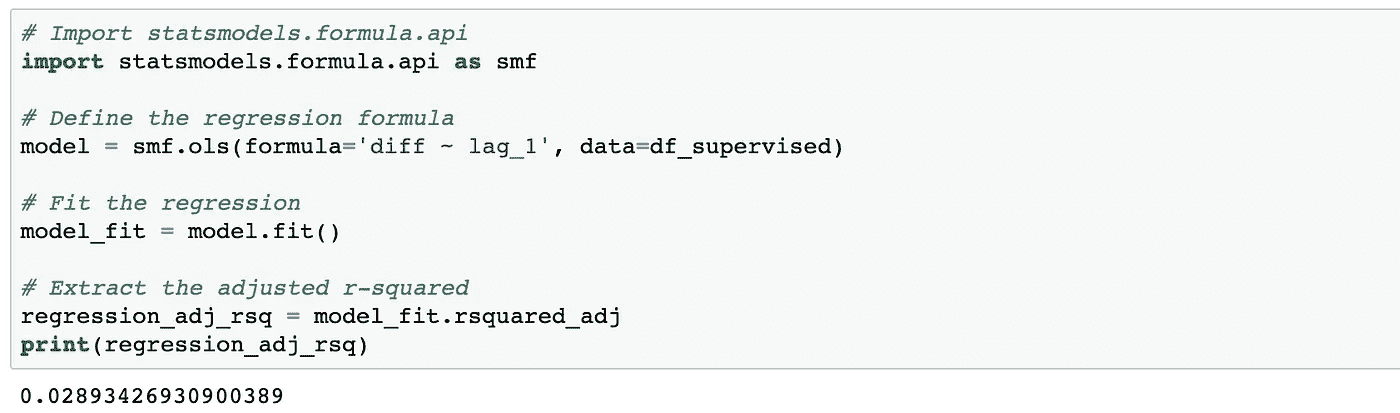 # Import statsmodels.formula.api
import statsmodels.formula.api as smf
# Define the regression formula
model = smf.ols(formula='diff ~ lag_1', data=df_supervised)
# Fit the regression
model_fit = model.fit()
# Extract the adjusted r-squared
regression_adj_rsq = model_fit.rsquared_adj
print(regression_adj_rsq)
0.02893426930900389